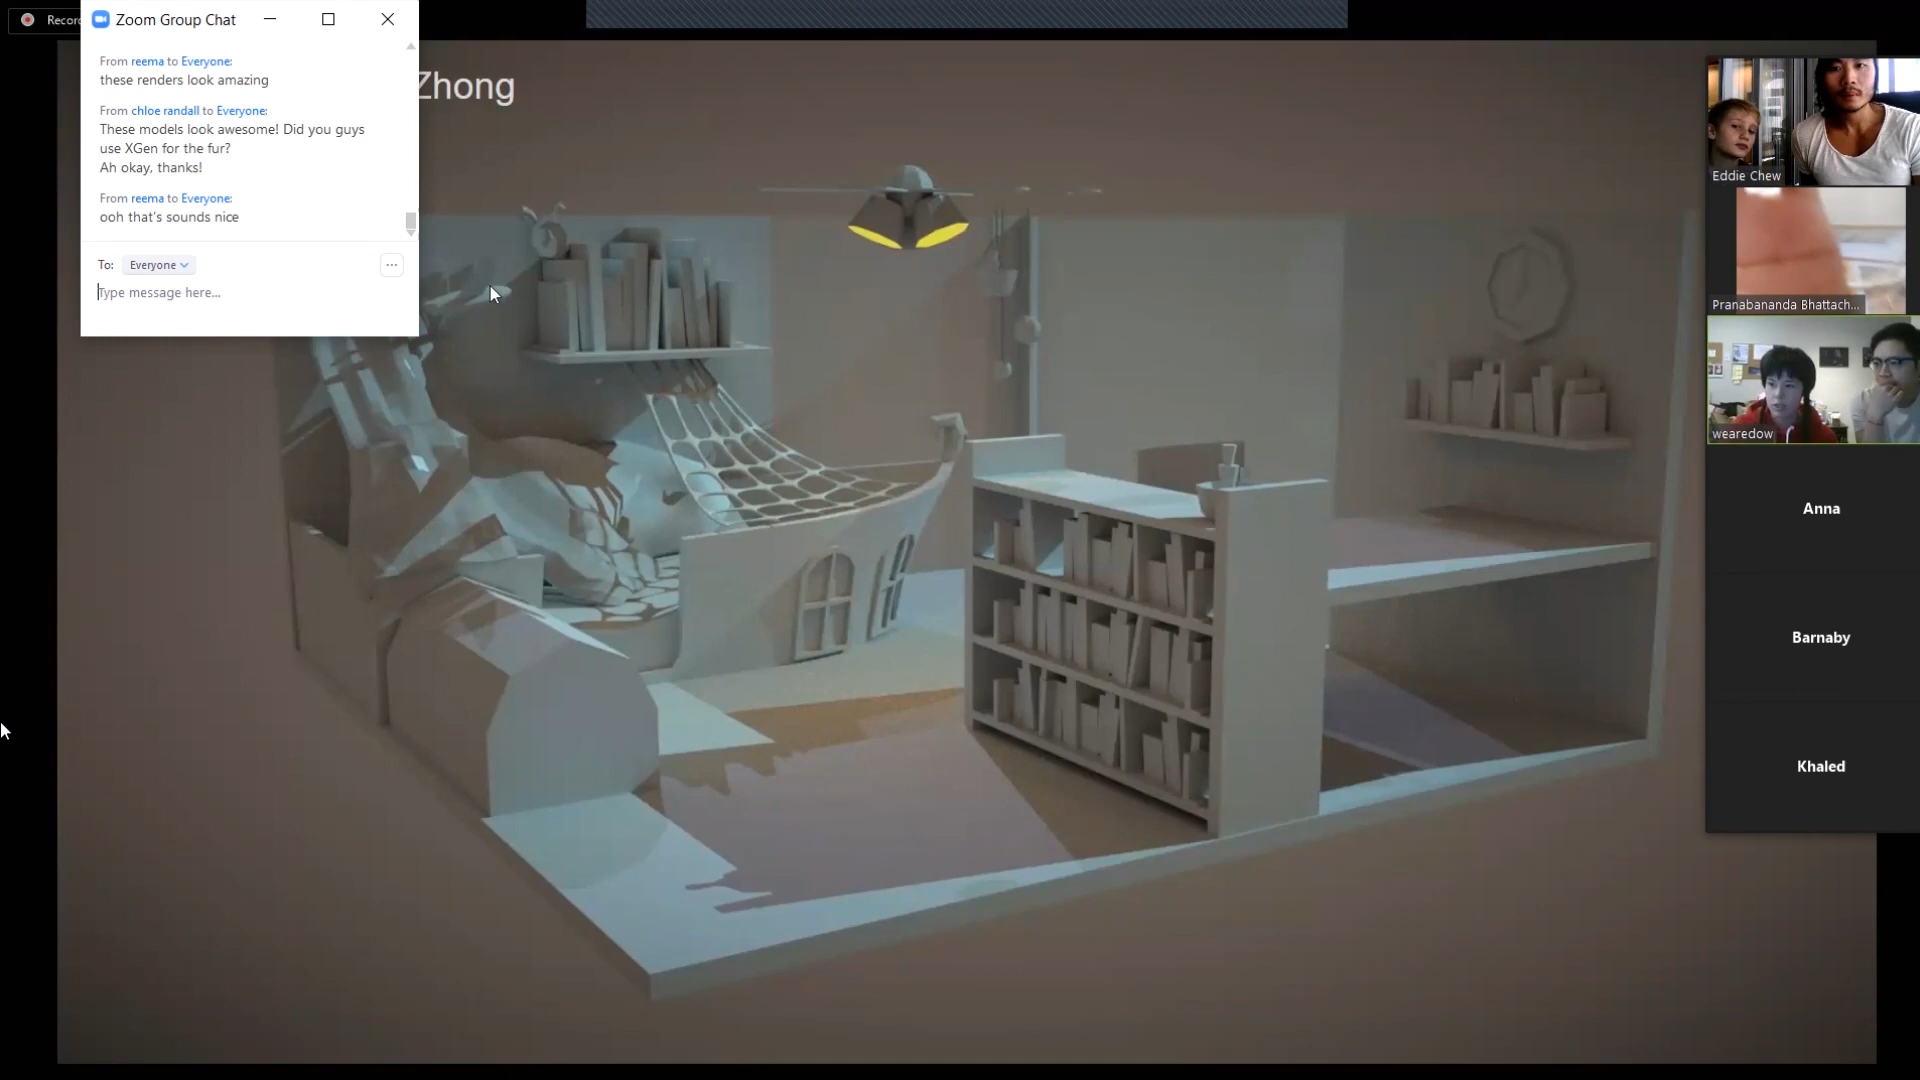 Zoom Group Chat
From reema to Everyone:
these renders look amazing
From chloe randall to Everyone:
These models look awesome! Did you guys
use XGen for the fur?
Ah okay, thanks!
From reema to Everyone:
ooh that's sounds nice
To: Everyone
Type message here...
Zhong
Eddie Chew
Pranabananda Bhattach...
wearedow
Anna
Barnaby
Khaled